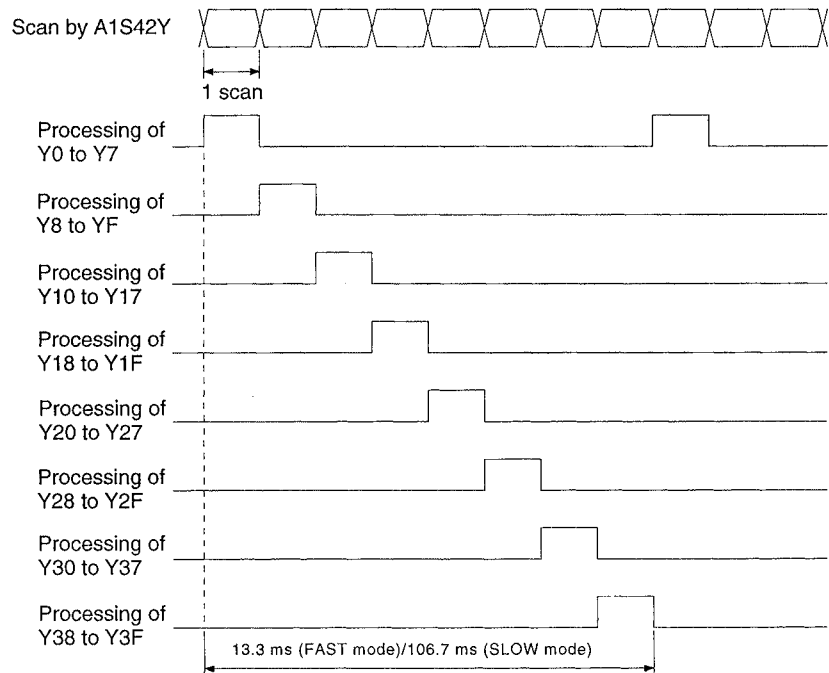 Scan by A1S42Y
1 scan
Processing of
Y0 to Y7
Processing of
Y8 to YF
Processing of
Y10 to Y17
Processing of
Y18 to Y1F
Processing of
Y20 to Y27
Processing of
Y28 to Y2F
Processing of
Y30 to Y37
Processing of
Y38 to Y3F
13.3 ms (FAST mode)/106.7 ms (SLOW mode)